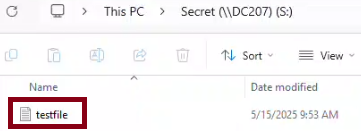 This PC > Secret (\\DC207) (S:)
Sort View
Name Date modified
testfile 5/15/2025 9:53 AM